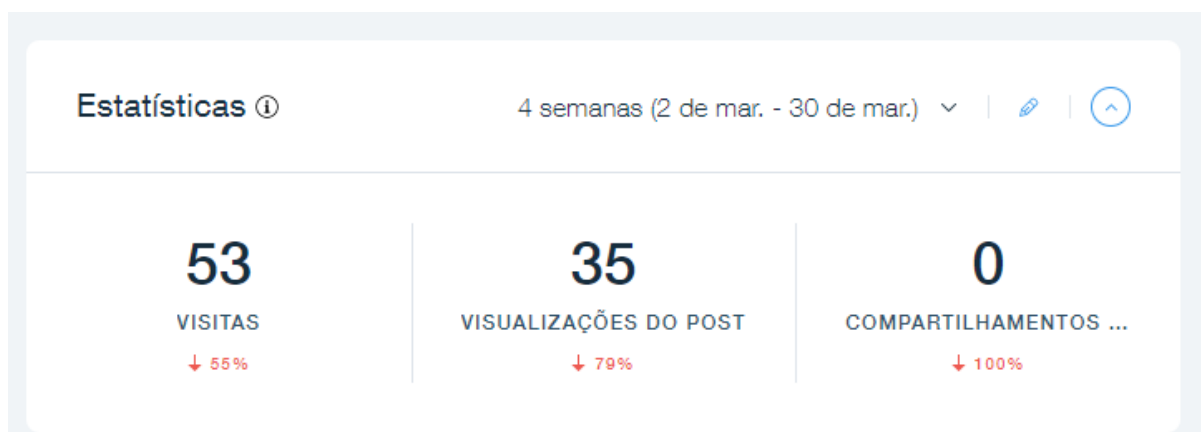 Estatísticas
4 semanas (2 de mar. - 30 de mar.)
53
VISITAS
↓ 55%
35
VISUALIZAÇÕES DO POST
↓ 79%
0
COMPARTILHAMENTOS ...
↓ 100%